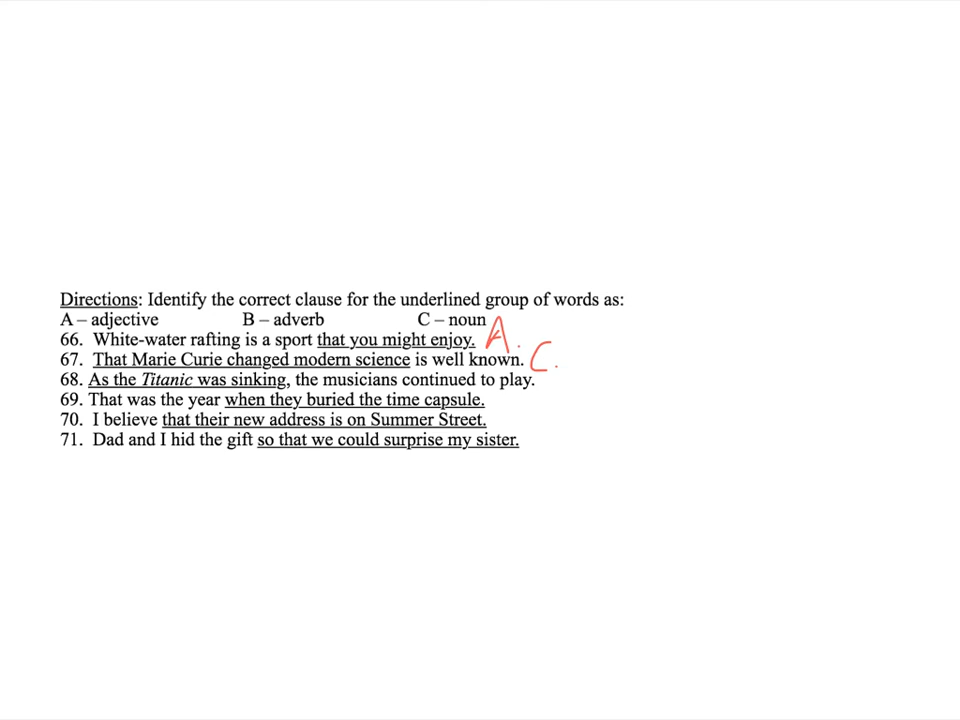 Directions: Identify the correct clause for the underlined group of words as:
A – adjective B – adverb C – noun
66. White-water rafting is a sport that you might enjoy. A.
67. That Marie Curie changed modern science is well known. C.
68. As the Titanic was sinking, the musicians continued to play.
69. That was the year when they buried the time capsule.
70. I believe that their new address is on Summer Street.
71. Dad and I hid the gift so that we could surprise my sister.